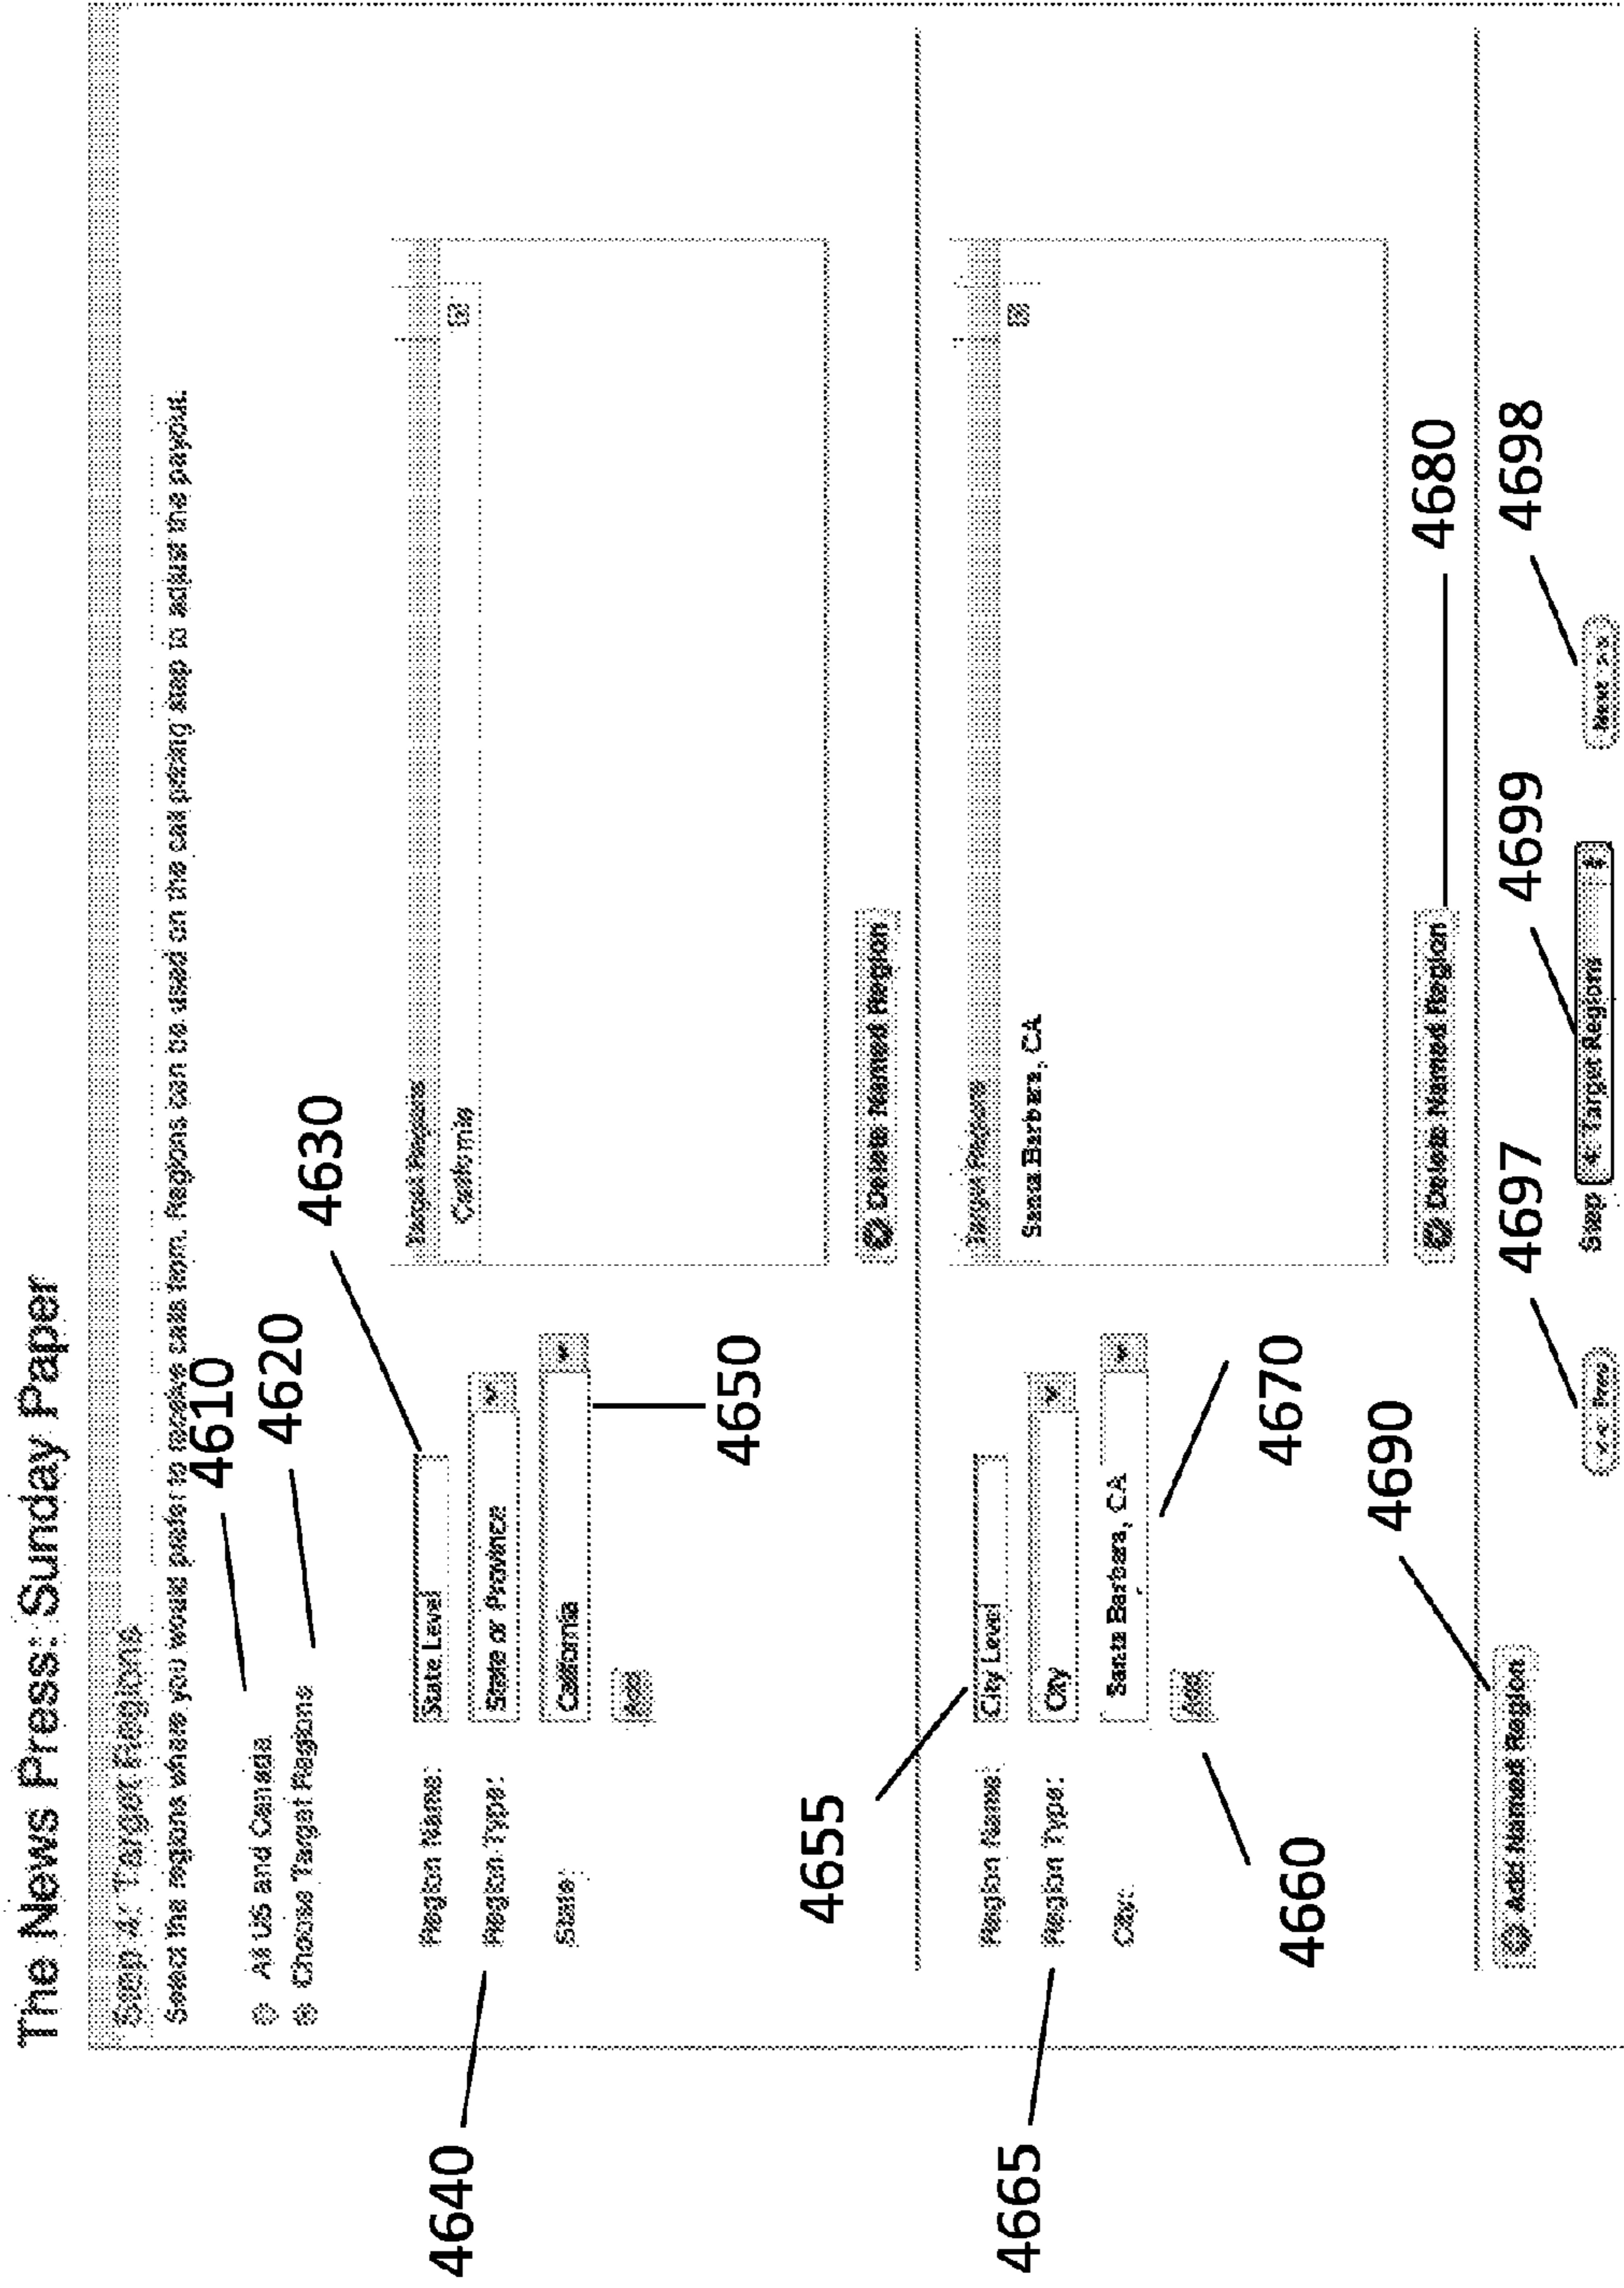 The News Press: Sunday Paper
Step 4: Target Regions
Select the regions where you would prefer to receive calls from. Regions can be used on the call pricing step to adjust the payout.
4610
All US and Canada
4620
Choose Target Regions
4630
4640
Region Name: State Level
Region Type: State or Province
State: California
Add
4650
Target Regions
California
Delete Named Region
4655
4665
Region Name: City Level
Region Type: City
City: Santa Barbara, CA
Add
4660
4670
Target Regions
Santa Barbara, CA
Delete Named Region
4680
4690
Add Named Region
4697
4699
4698
<< Prev
Step 4: Target Regions
Next >>